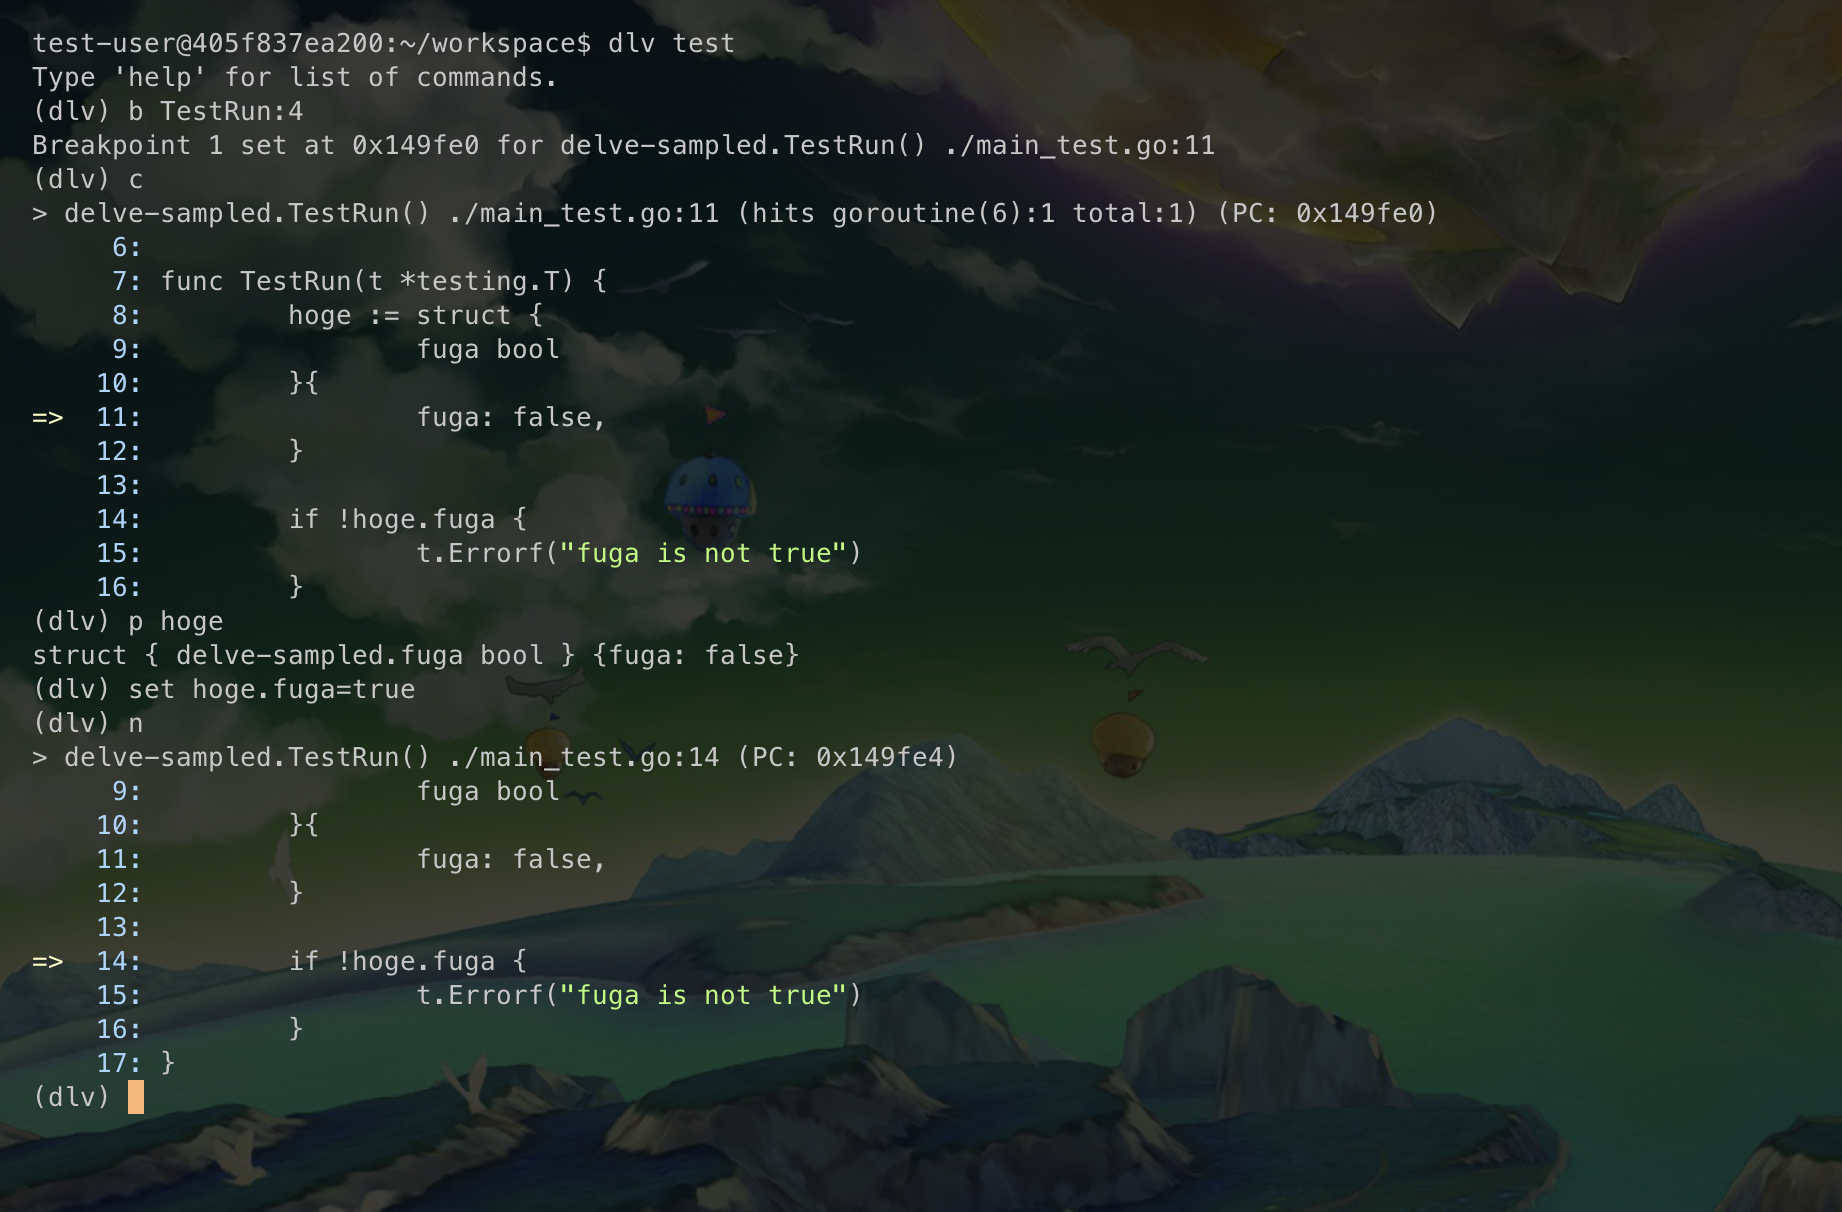 test-user@405f837ea200:~/workspace$ dlv test
Type 'help' for list of commands.
(dlv) b TestRun:4
Breakpoint 1 set at 0x149fe0 for delve-sampled.TestRun() ./main_test.go:11
(dlv) c
> delve-sampled.TestRun() ./main_test.go:11 (hits goroutine(6):1 total:1) (PC: 0x149fe0)
     6:
     7: func TestRun(t *testing.T) {
     8:         hoge := struct {
     9:                 fuga bool
    10:         }{
=>  11:                 fuga: false,
    12:         }
    13:
    14:         if !hoge.fuga {
    15:                 t.Errorf("fuga is not true")
    16:         }
(dlv) p hoge
struct { delve-sampled.fuga bool } {fuga: false}
(dlv) set hoge.fuga=true
(dlv) n
> delve-sampled.TestRun() ./main_test.go:14 (PC: 0x149fe4)
     9:                 fuga bool
    10:         }{
    11:                 fuga: false,
    12:         }
    13:
=>  14:         if !hoge.fuga {
    15:                 t.Errorf("fuga is not true")
    16:         }
    17: }
(dlv)